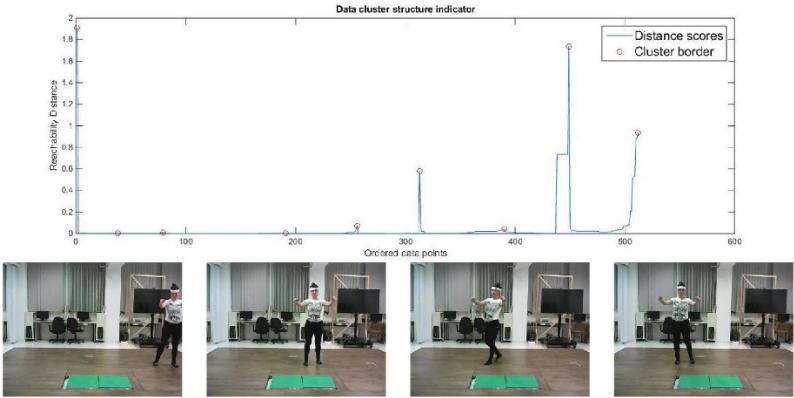 Data cluster structure indicator
2
1.8
1.6
1.4
1.2
1
0.8
0.6
0.4
0.2
0
Reachability Distance
Distance scores
Cluster border
0 100 200 300 400 500 600
Ordered data points